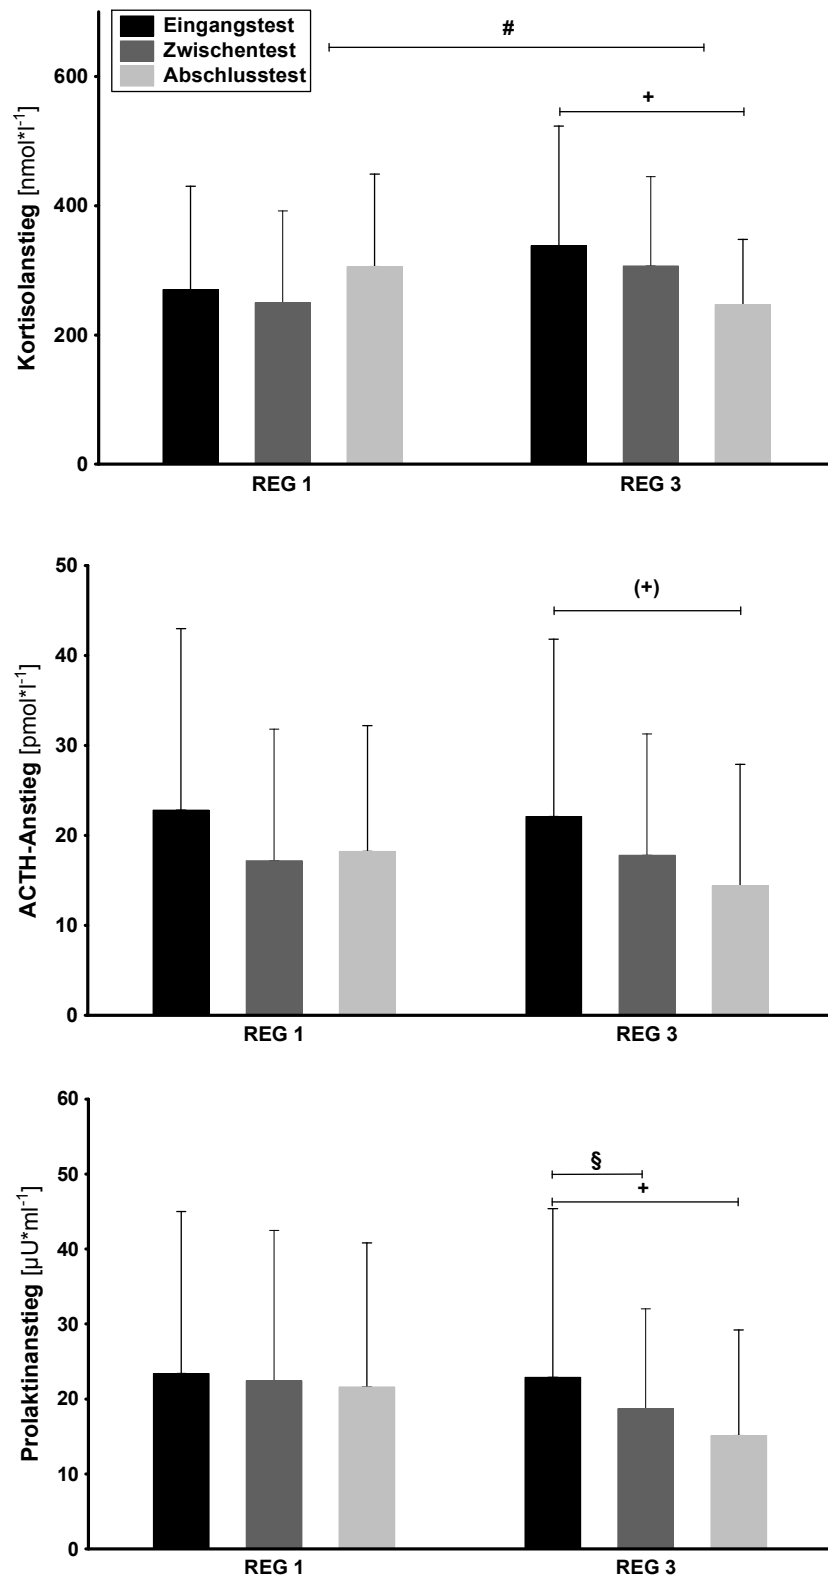 Eingangstest
Zwischentest
Abschlusstest
#
+
Kortisolanstieg [nmol*l⁻¹]
600
400
200
0
REG 1 REG 3
(+)
ACTH-Anstieg [pmol*l⁻¹]
50
40
30
20
10
0
REG 1 REG 3
§
+
Prolaktinanstieg [µU*ml⁻¹]
60
50
40
30
20
10
0
REG 1 REG 3